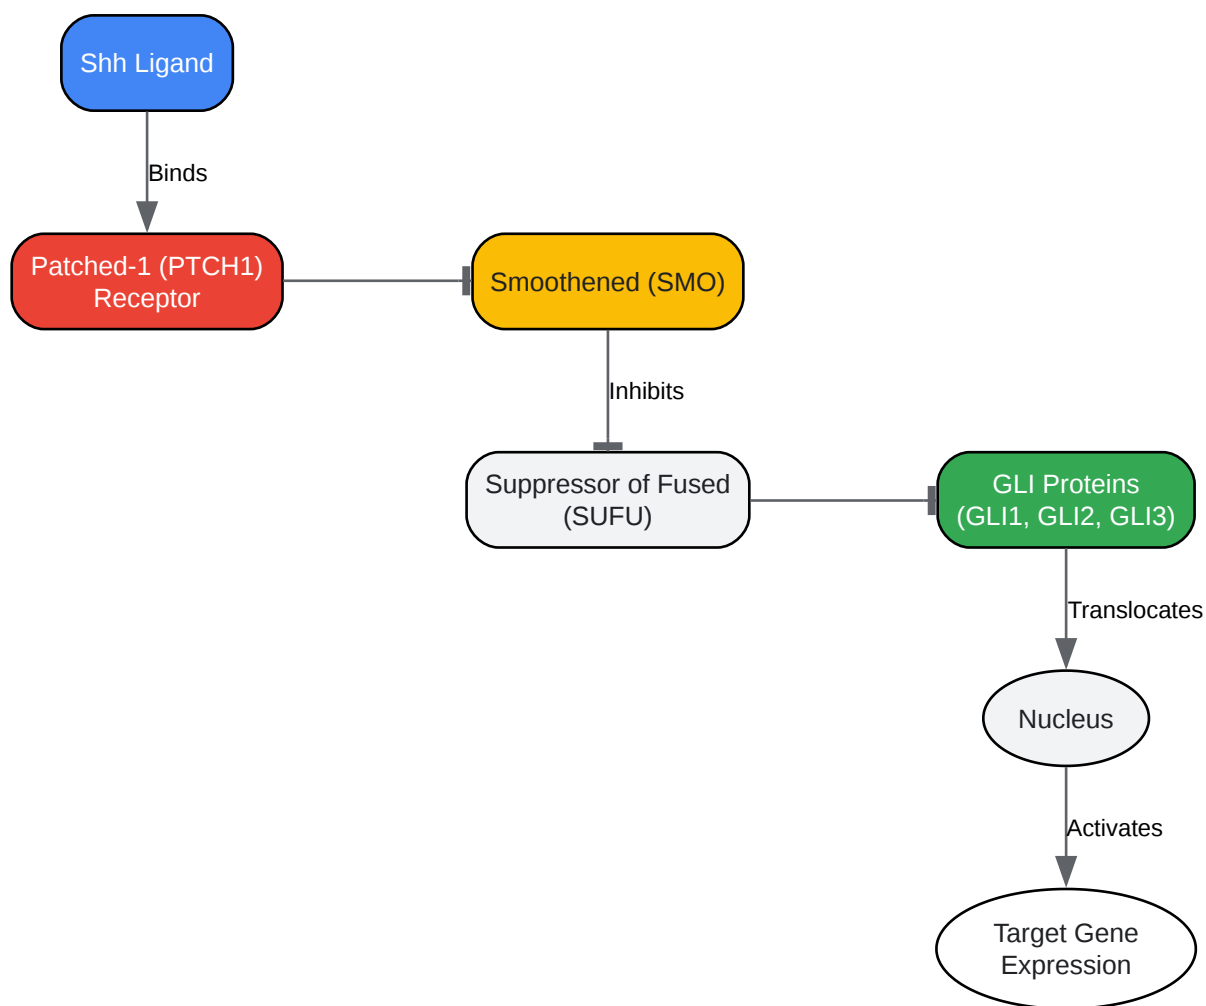 Shh Ligand
Binds
Patched-1 (PTCH1)
Receptor
Smoothened (SMO)
Inhibits
Suppressor of Fused
(SUFU)
GLI Proteins
(GLI1, GLI2, GLI3)
Translocates
Nucleus
Activates
Target Gene
Expression